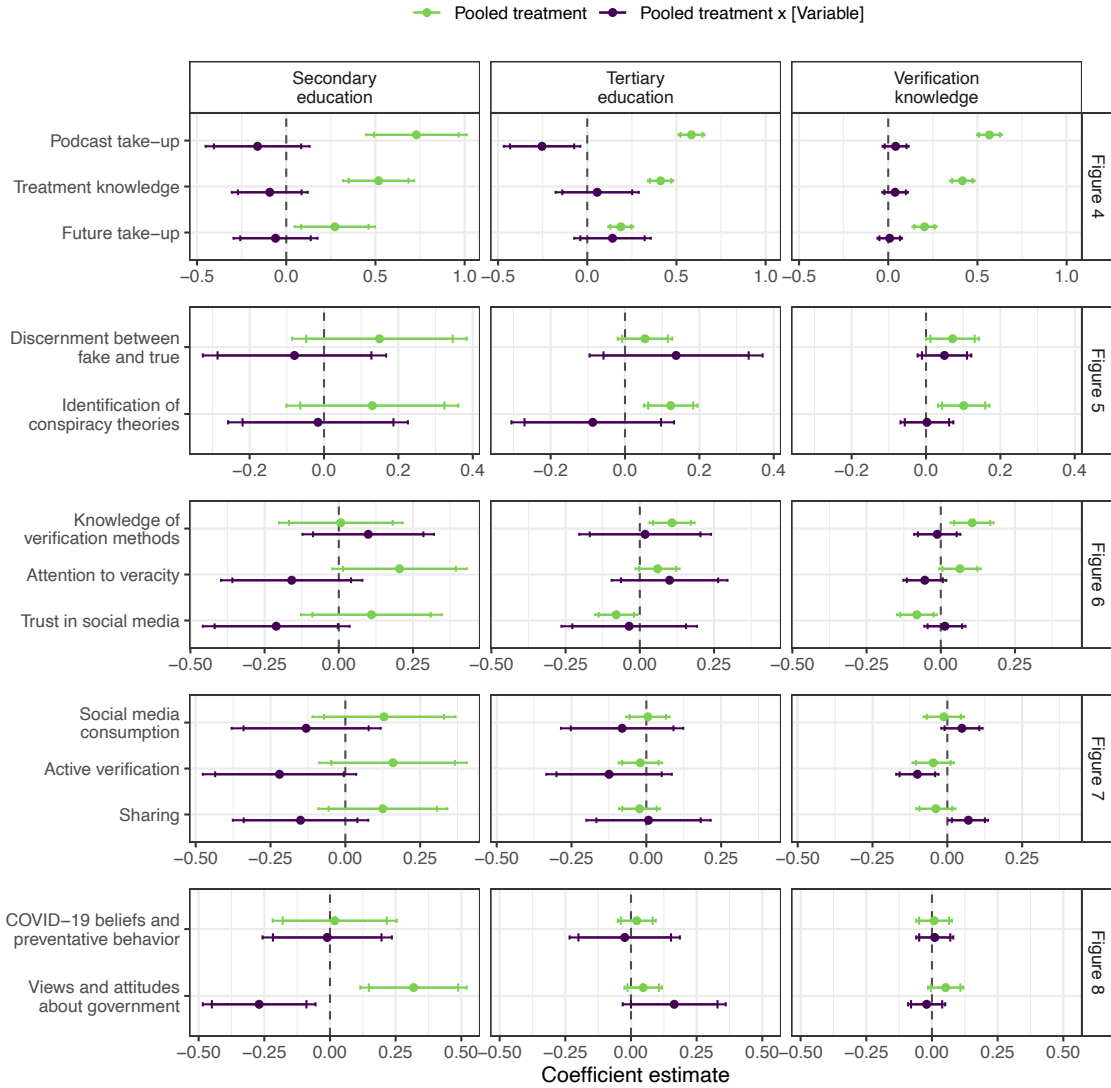 Pooled treatment Pooled treatment x [Variable]
Secondary education
Tertiary education
Verification knowledge
Podcast take−up
Treatment knowledge
Future take−up
−0.5 0.0 0.5 1.0 −0.5 0.0 0.5 1.0 −0.5 0.0 0.5 1.0
Figure 4
Discernment between
fake and true
Identification of
conspiracy theories
−0.2 0.0 0.2 0.4 −0.2 0.0 0.2 0.4 −0.2 0.0 0.2 0.4
Figure 5
Knowledge of
verification methods
Attention to veracity
Trust in social media
−0.50 −0.25 0.00 0.25 −0.50 −0.25 0.00 0.25 −0.50 −0.25 0.00 0.25
Figure 6
Social media
consumption
Active verification
Sharing
−0.50 −0.25 0.00 0.25 −0.50 −0.25 0.00 0.25 −0.50 −0.25 0.00 0.25
Figure 7
COVID−19 beliefs and
preventative behavior
Views and attitudes
about government
−0.50 −0.25 0.00 0.25 0.50 −0.50 −0.25 0.00 0.25 0.50 −0.50 −0.25 0.00 0.25 0.50
Figure 8
Coefficient estimate